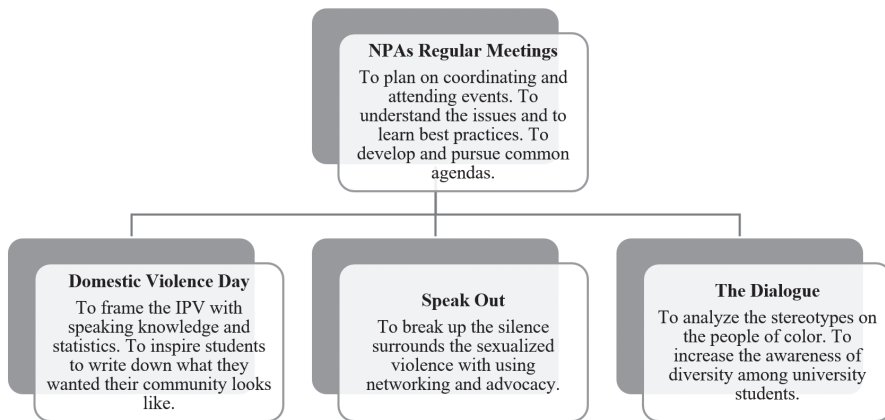 NPAs Regular Meetings
To plan on coordinating and
attending events. To
understand the issues and to
learn best practices. To
develop and pursue common
agendas.
Domestic Violence Day
To frame the IPV with
speaking knowledge and
statistics. To inspire students
to write down what they
wanted their community looks
like.
Speak Out
To break up the silence
surrounds the sexualized
violence with using
networking and advocacy.
The Dialogue
To analyze the stereotypes on
the people of color. To
increase the awareness of
diversity among university
students.